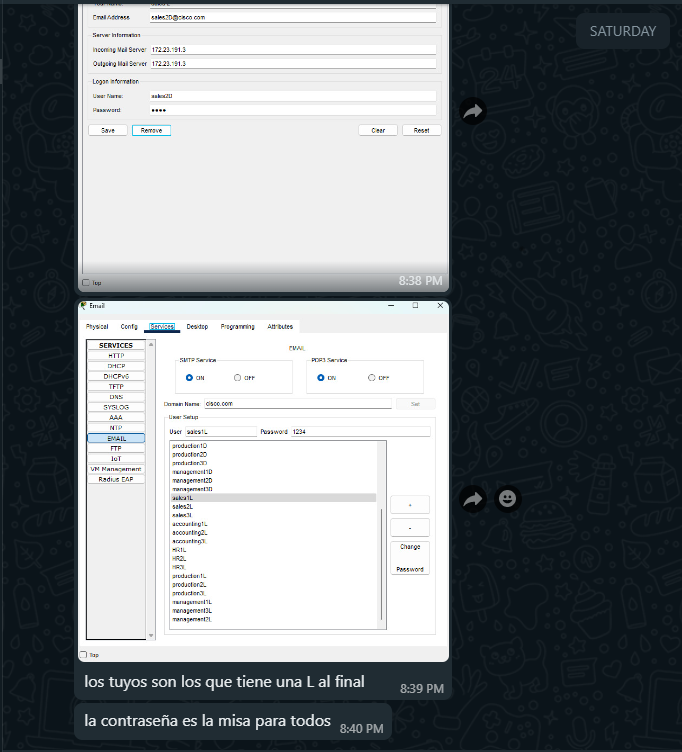 SATURDAY
Email Address sales2D@cisco.com
Server Information
Incoming Mail Server 172.23.191.3
Outgoing Mail Server 172.23.191.3
Logon Information
User Name: sales2D
Password: ••••
Save Remove Clear Reset
Top
8:38 PM
Email
Physical Config Services Desktop Programming Attributes
SERVICES
HTTP
DHCP
DHCPv6
TFTP
DNS
SYSLOG
AAA
NTP
EMAIL
FTP
IoT
VM Management
Radius EAP
EMAIL
SMTP Service
ON OFF
POP3 Service
ON OFF
Domain Name: cisco.com Set
User Setup
User sales1L Password 1234
production1D
production2D
production3D
management1D
management2D
management3D
sales1L
sales2L
sales3L
accounting1L
accounting2L
accounting3L
HR1L
HR2L
HR3L
production1L
production2L
production3L
management1L
management3L
management2L
+
-
Change
Password
Top
los tuyos son los que tiene una L al final
8:39 PM
la contraseña es la misa para todos
8:40 PM